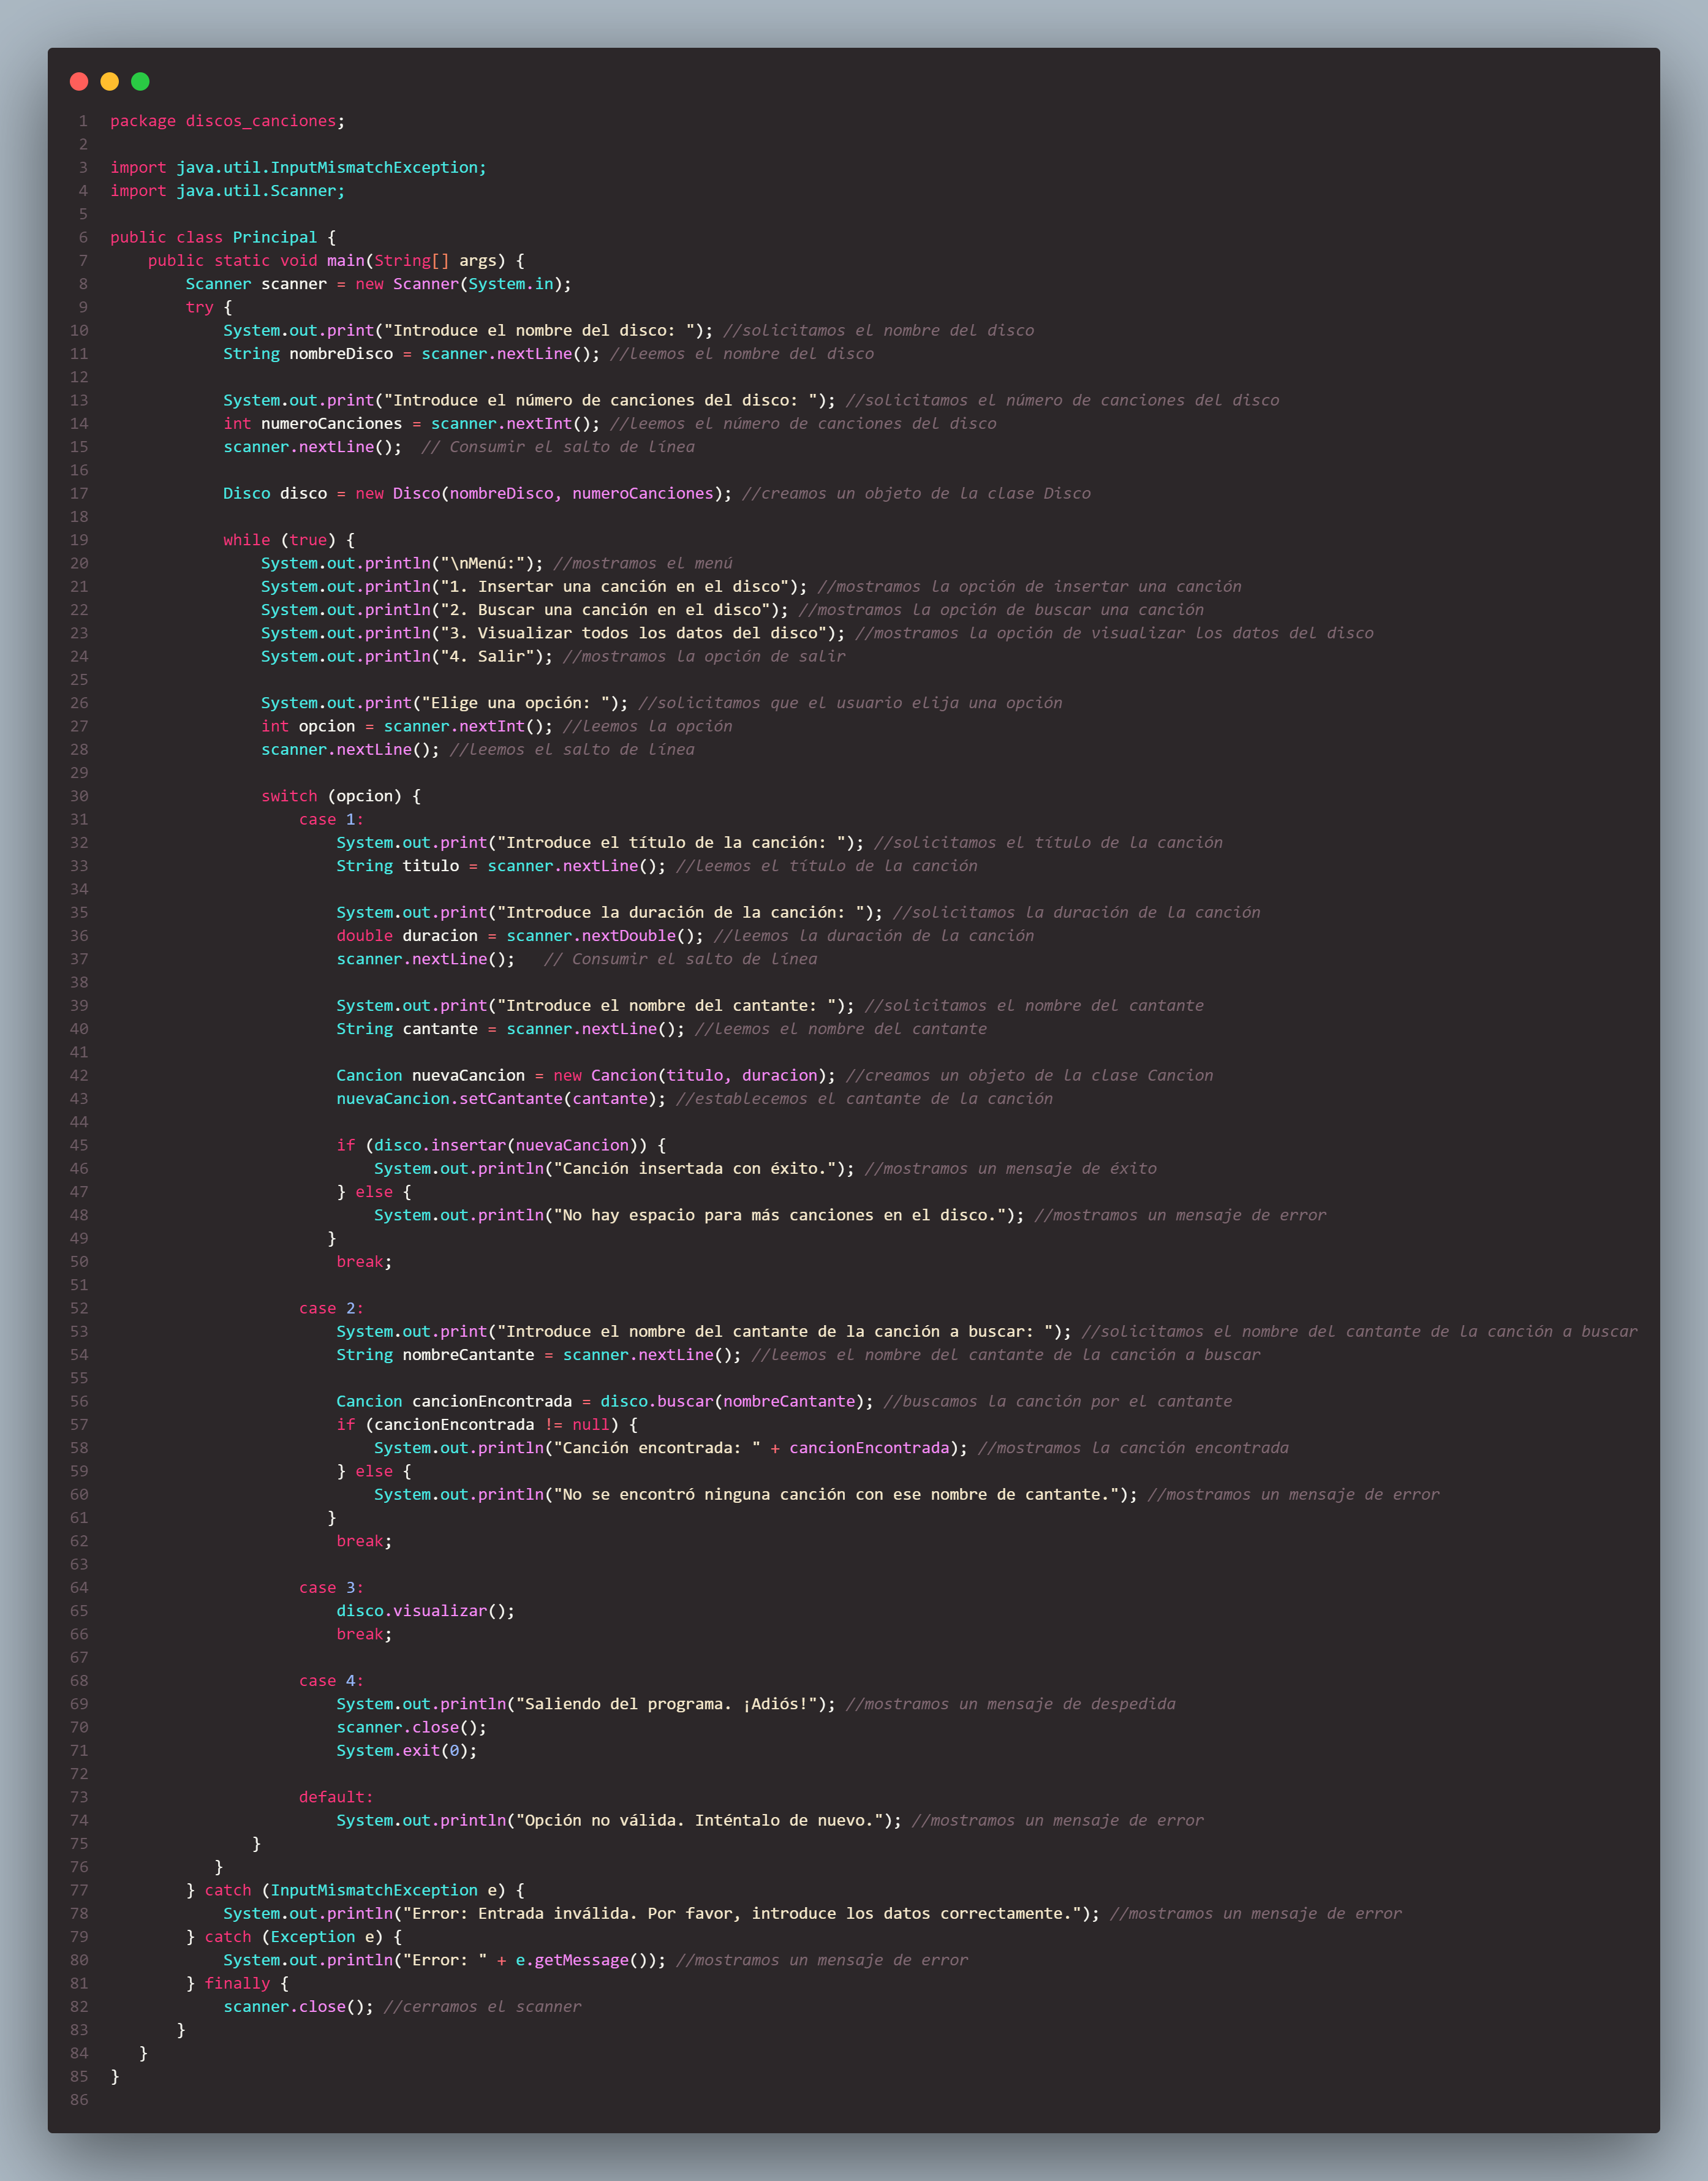 1 package discos_canciones;
2
3 import java.util.InputMismatchException;
4 import java.util.Scanner;
5
6 public class Principal {
7     public static void main(String[] args) {
8         Scanner scanner = new Scanner(System.in);
9         try {
10             System.out.print("Introduce el nombre del disco: "); //solicitamos el nombre del disco
11             String nombreDisco = scanner.nextLine(); //leemos el nombre del disco
12
13             System.out.print("Introduce el número de canciones del disco: "); //solicitamos el número de canciones del disco
14             int numeroCanciones = scanner.nextInt(); //leemos el número de canciones del disco
15             scanner.nextLine();  // Consumir el salto de línea
16
17             Disco disco = new Disco(nombreDisco, numeroCanciones); //creamos un objeto de la clase Disco
18
19             while (true) {
20                 System.out.println("\nMenú:"); //mostramos el menú
21                 System.out.println("1. Insertar una canción en el disco"); //mostramos la opción de insertar una canción
22                 System.out.println("2. Buscar una canción en el disco"); //mostramos la opción de buscar una canción
23                 System.out.println("3. Visualizar todos los datos del disco"); //mostramos la opción de visualizar los datos del disco
24                 System.out.println("4. Salir"); //mostramos la opción de salir
25
26                 System.out.print("Elige una opción: "); //solicitamos que el usuario elija una opción
27                 int opcion = scanner.nextInt(); //leemos la opción
28                 scanner.nextLine(); //leemos el salto de línea
29
30                 switch (opcion) {
31                     case 1:
32                         System.out.print("Introduce el título de la canción: "); //solicitamos el título de la canción
33                         String titulo = scanner.nextLine(); //leemos el título de la canción
34
35                         System.out.print("Introduce la duración de la canción: "); //solicitamos la duración de la canción
36                         double duracion = scanner.nextDouble(); //leemos la duración de la canción
37                         scanner.nextLine();   // Consumir el salto de línea
38
39                         System.out.print("Introduce el nombre del cantante: "); //solicitamos el nombre del cantante
40                         String cantante = scanner.nextLine(); //leemos el nombre del cantante
41
42                         Cancion nuevaCancion = new Cancion(titulo, duracion); //creamos un objeto de la clase Cancion
43                         nuevaCancion.setCantante(cantante); //establecemos el cantante de la canción
44
45                         if (disco.insertar(nuevaCancion)) {
46                             System.out.println("Canción insertada con éxito."); //mostramos un mensaje de éxito
47                         } else {
48                             System.out.println("No hay espacio para más canciones en el disco."); //mostramos un mensaje de error
49                        }
50                         break;
51
52                     case 2:
53                         System.out.print("Introduce el nombre del cantante de la canción a buscar: "); //solicitamos el nombre del cantante de la canción a buscar
54                         String nombreCantante = scanner.nextLine(); //leemos el nombre del cantante de la canción a buscar
55
56                         Cancion cancionEncontrada = disco.buscar(nombreCantante); //buscamos la canción por el cantante
57                         if (cancionEncontrada != null) {
58                             System.out.println("Canción encontrada: " + cancionEncontrada); //mostramos la canción encontrada
59                         } else {
60                             System.out.println("No se encontró ninguna canción con ese nombre de cantante."); //mostramos un mensaje de error
61                        }
62                         break;
63
64                     case 3:
65                         disco.visualizar();
66                         break;
67
68                     case 4:
69                         System.out.println("Saliendo del programa. ¡Adiós!"); //mostramos un mensaje de despedida
70                         scanner.close();
71                         System.exit(0);
72
73                     default:
74                         System.out.println("Opción no válida. Inténtalo de nuevo."); //mostramos un mensaje de error
75                }
76            }
77         } catch (InputMismatchException e) {
78             System.out.println("Error: Entrada inválida. Por favor, introduce los datos correctamente."); //mostramos un mensaje de error
79         } catch (Exception e) {
80             System.out.println("Error: " + e.getMessage()); //mostramos un mensaje de error
81         } finally {
82             scanner.close(); //cerramos el scanner
83        }
84    }
85 }
86